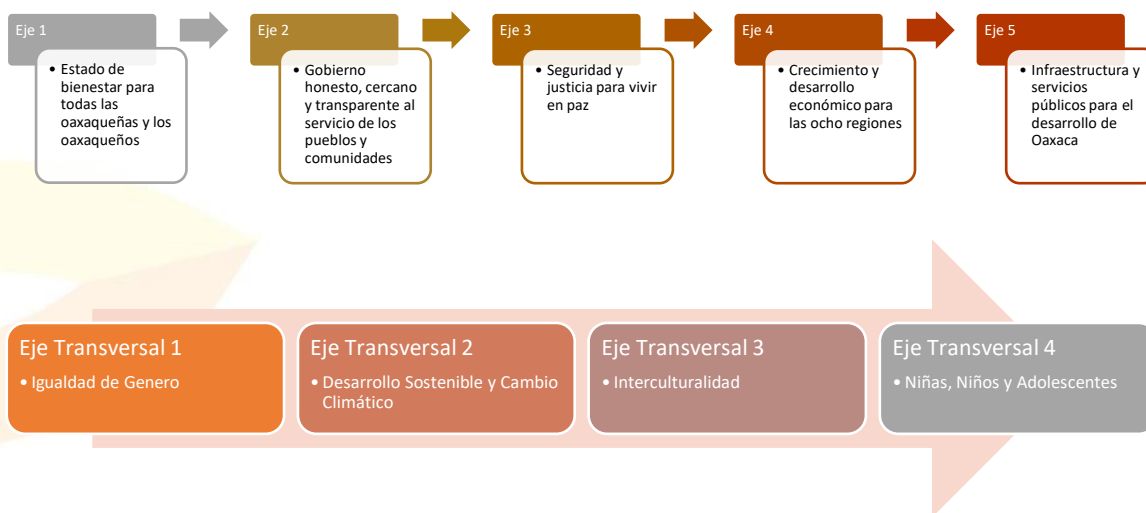 Eje 1
• Estado de
bienestar para
todas las
oaxaqueñas y los
oaxaqueños
Eje 2
• Gobierno
honesto, cercano
y transparente al
servicio de los
pueblos y
comunidades
Eje 3
• Seguridad y
justicia para vivir
en paz
Eje 4
• Crecimiento y
desarrollo
económico para
las ocho regiones
Eje 5
• Infraestructura y
servicios
públicos para el
desarrollo de
Oaxaca
Eje Transversal 1
• Igualdad de Genero
Eje Transversal 2
• Desarrollo Sostenible y Cambio
Climático
Eje Transversal 3
• Interculturalidad
Eje Transversal 4
• Niñas, Niños y Adolescentes